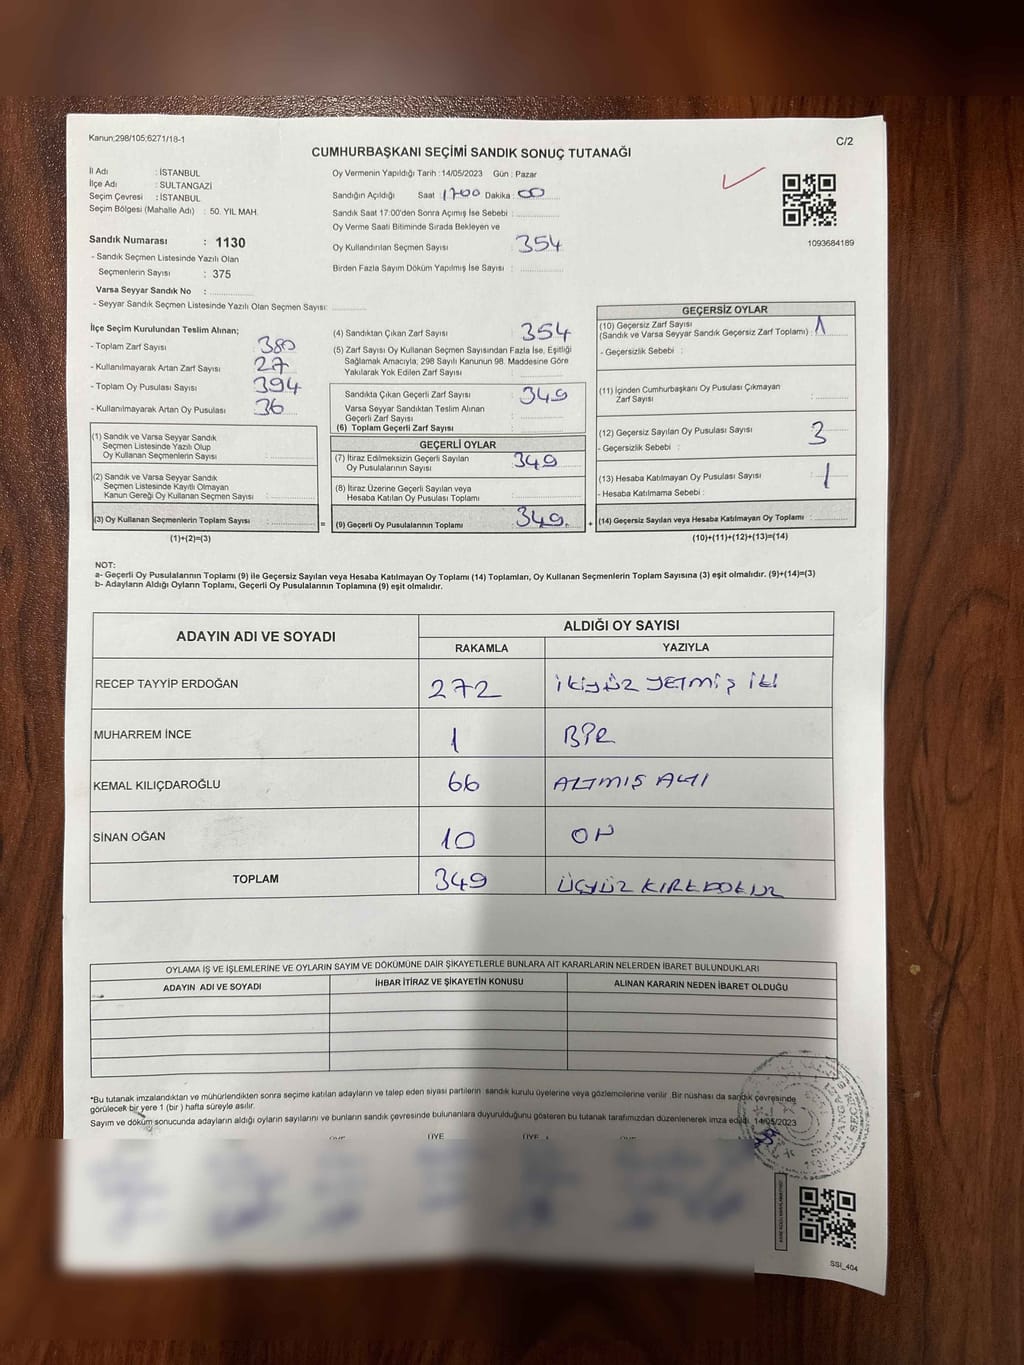 Kanun;298/105;6271/18-1
C/2
CUMHURBAŞKANI SEÇİMİ SANDIK SONUÇ TUTANAĞI
İl Adı : İSTANBUL
İlçe Adı : SULTANGAZİ
Seçim Çevresi : İSTANBUL
Seçim Bölgesi (Mahalle Adı) : 50. YIL MAH.
Sandık Numarası : 1130
- Sandık Seçmen Listesinde Yazılı Olan
Seçmenlerin Sayısı : 375
Varsa Seyyar Sandık No :
- Seyyar Sandık Listesinde Yazılı Olan Seçmen Sayısı:
Oy Vermenin Yapıldığı Tarih : 14/05/2023 Gün : Pazar
Sandığın Açıldığı Saat : 1700 Dakika : 00
Sandık Saat 17:00'den Sonra Açımış İse Sebebi :
Oy Verme Saati Bitiminde Sırada Bekleyen ve
Oy Kullandırılan Seçmen Sayısı 354
Birden Fazla Sayım Döküm Yapılmış İse Sayısı :
1093684189
İlçe Seçim Kurulundan Teslim Alınan;
- Toplam Zarf Sayısı : 380
- Kullanılmayarak Artan Zarf Sayısı : 27
- Toplam Oy Pusulası Sayısı : 394
- Kullanılmayarak Artan Oy Pusulası : 36
(1) Sandık ve Varsa Seyyar Sandık
Seçmen Listesinde Yazılı Olup
Oy Kullanan Seçmenlerin Sayısı :
(2) Sandık ve Varsa Seyyar Sandık
Seçmen Listesinde Kayıtlı Olmayan
Kanun Gereği Oy Kullanan Seçmen Sayısı :
(3) Oy Kullanan Seçmenlerin Toplam Sayısı :
(1)+(2)=(3)
=
(4) Sandıktan Çıkan Zarf Sayısı : 354
(5) Zarf Sayısı Oy Kullanan Seçmen Sayısından Fazla İse, Eşitliği
Sağlamak Amacıyla; 298 Sayılı Kanunun 98. Maddesine Göre
Yakılarak Yok Edilen Zarf Sayısı :
Sandıkta Çıkan Geçerli Zarf Sayısı : 349
Varsa Seyyar Sandıktan Teslim Alınan
Geçerli Zarf Sayısı :
(6) Toplam Geçerli Zarf Sayısı :
GEÇERLİ OYLAR
(7) İtiraz Edilmeksizin Geçerli Sayılan
Oy Pusulalarının Sayısı : 349
(8) İtiraz Üzerine Geçerli Sayılan veya
Hesaba Katılan Oy Pusulası Toplamı :
(9) Geçerli Oy Pusulalarının Toplamı : 349
+
GEÇERSİZ OYLAR
(10) Geçersiz Zarf Sayısı
(Sandık ve Varsa Seyyar Sandık Geçersiz Zarf Toplamı) : 1
- Geçersizlik Sebebi :
(11) İçinden Cumhurbaşkanı Oy Pusulası Çıkmayan
Zarf Sayısı :
(12) Geçersiz Sayılan Oy Pusulası Sayısı : 3
- Geçersizlik Sebebi :
(13) Hesaba Katılmayan Oy Pusulası Sayısı : 1
- Hesaba Katılmama Sebebi :
(14) Geçersiz Sayılan veya Hesaba Katılmayan Oy Toplamı :
(10)+(11)+(12)+(13)=(14)
NOT:
a- Geçerli Oy Pusulalarının Toplamı (9) ile Geçersiz Sayılan veya Hesaba Katılmayan Oy Toplamı (14) Toplamları, Oy Kullanan Seçmenlerin Toplam Sayısına (3) eşit olmalıdır. (9)+(14)=(3)
b- Adayların Aldığı Oyların Toplamı, Geçerli Oy Pusulalarının Toplamına (9) eşit olmalıdır.
ADAYIN ADI VE SOYADI
ALDIĞI OY SAYISI
RAKAMLA YAZIYLA
RECEP TAYYİP ERDOĞAN 272 İKİYÜZ YETMİŞ İKİ
MUHARREM İNCE 1 BİR
KEMAL KILIÇDAROĞLU 66 ALTMIŞ ALTI
SİNAN OĞAN 10 ON
TOPLAM 349 ÜÇYÜZ KIRKDOKUZ
OYLAMA İŞ VE İŞLEMLERİNE VE OYLARIN SAYIM VE DÖKÜMÜNE DAİR ŞİKAYETLERLE BUNLARA AİT KARARLARIN NELERDEN İBARET BULUNDUKLARI
ADAYIN ADI VE SOYADI İHBAR İTİRAZ VE ŞİKAYETİN KONUSU ALINAN KARARIN NEDEN İBARET OLDUĞU
*Bu tutanak imzalandıktan ve mühürlendikten sonra seçime katılan adayların ve talep eden siyasi partilerin sandık kurulu üyelerine veya gözlemcilerine verilir. Bir nüshası da sandık çevresinde
görülecek bir yere 1 (bir ) hafta süreyle asılır.
Sayım ve döküm sonucunda adayların aldığı oyların sayılarını ve bunların sandık çevresinde bulunanlara duyurulduğunu gösteren bu tutanak tarafımızdan düzenlenerek imza edildi. 14/05/2023
ÜYE ÜYE ÜYE ÜYE
SSI_404